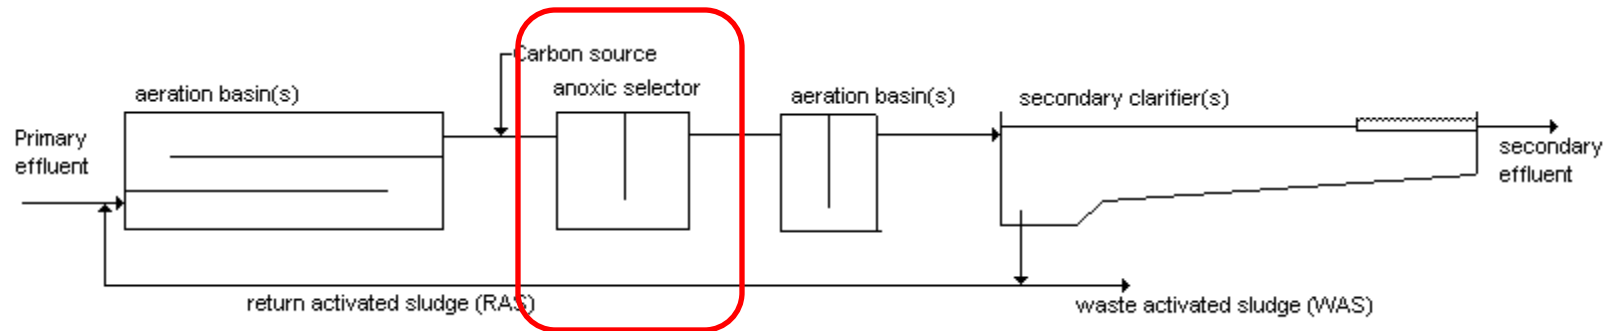 Carbon source
aeration basin(s)
anoxic selector
aeration basin(s)
secondary clarifier(s)
Primary
effluent
secondary
effluent
return activated sludge (RAS)
waste activated sludge (WAS)